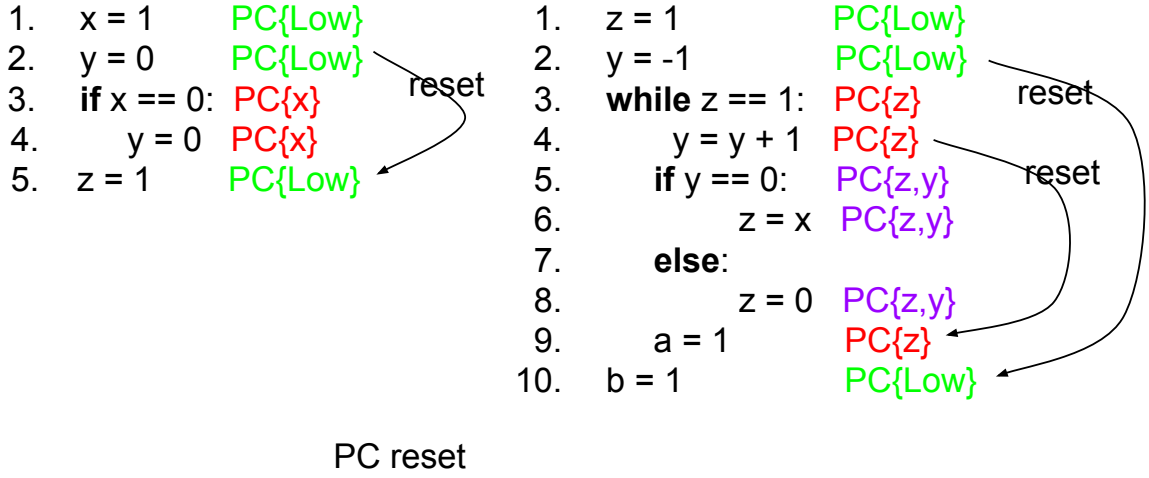 1. x = 1 PC{Low}
2. y = 0 PC{Low}
reset
3. if x == 0: PC{x}
4. y = 0 PC{x}
5. z = 1 PC{Low}
1. z = 1 PC{Low}
2. y = -1 PC{Low}
reset
3. while z == 1: PC{z}
4. y = y + 1 PC{z}
reset
5. if y == 0: PC{z,y}
6. z = x PC{z,y}
7. else:
8. z = 0 PC{z,y}
9. a = 1 PC{z}
10. b = 1 PC{Low}
PC reset